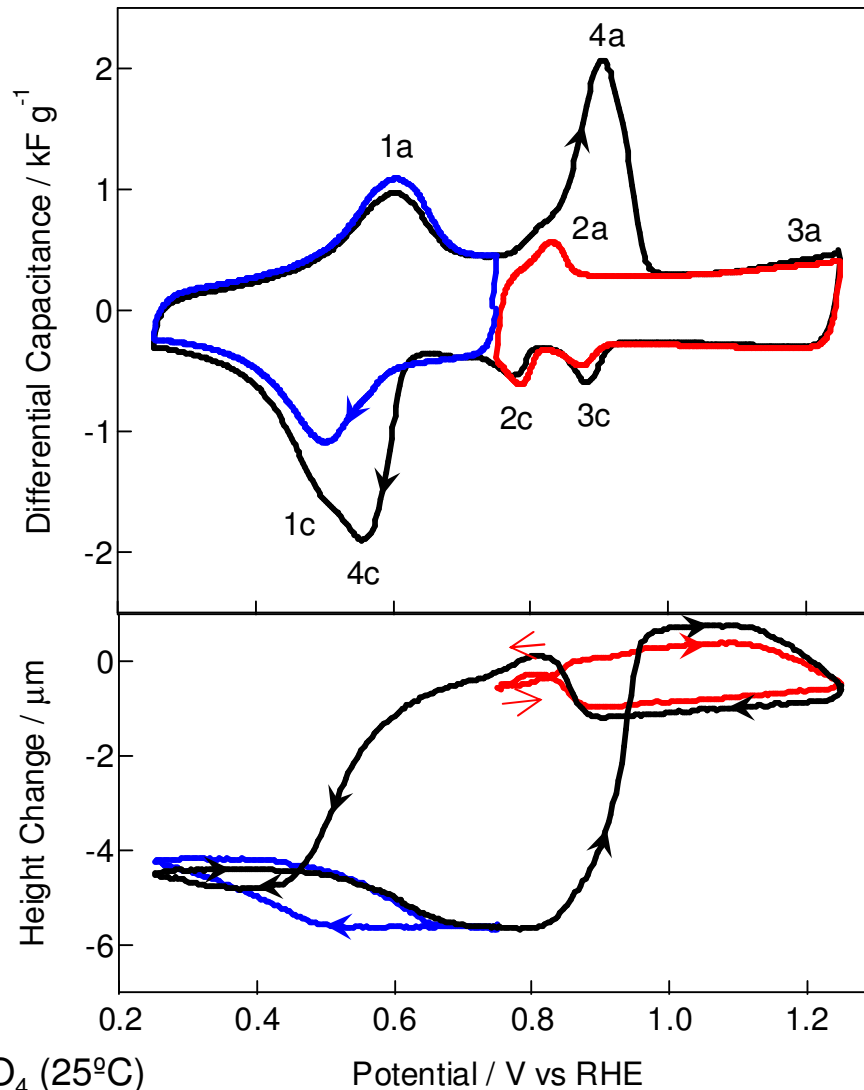 4a
2
1a
2a
3a
1
0
-1
-2
2c
3c
1c
4c
Differential Capacitance / kF g⁻¹
0
-2
-4
-6
Height Change / μm
0.2 0.4 0.6 0.8 1.0 1.2
(25ºC) Potential / V vs RHE